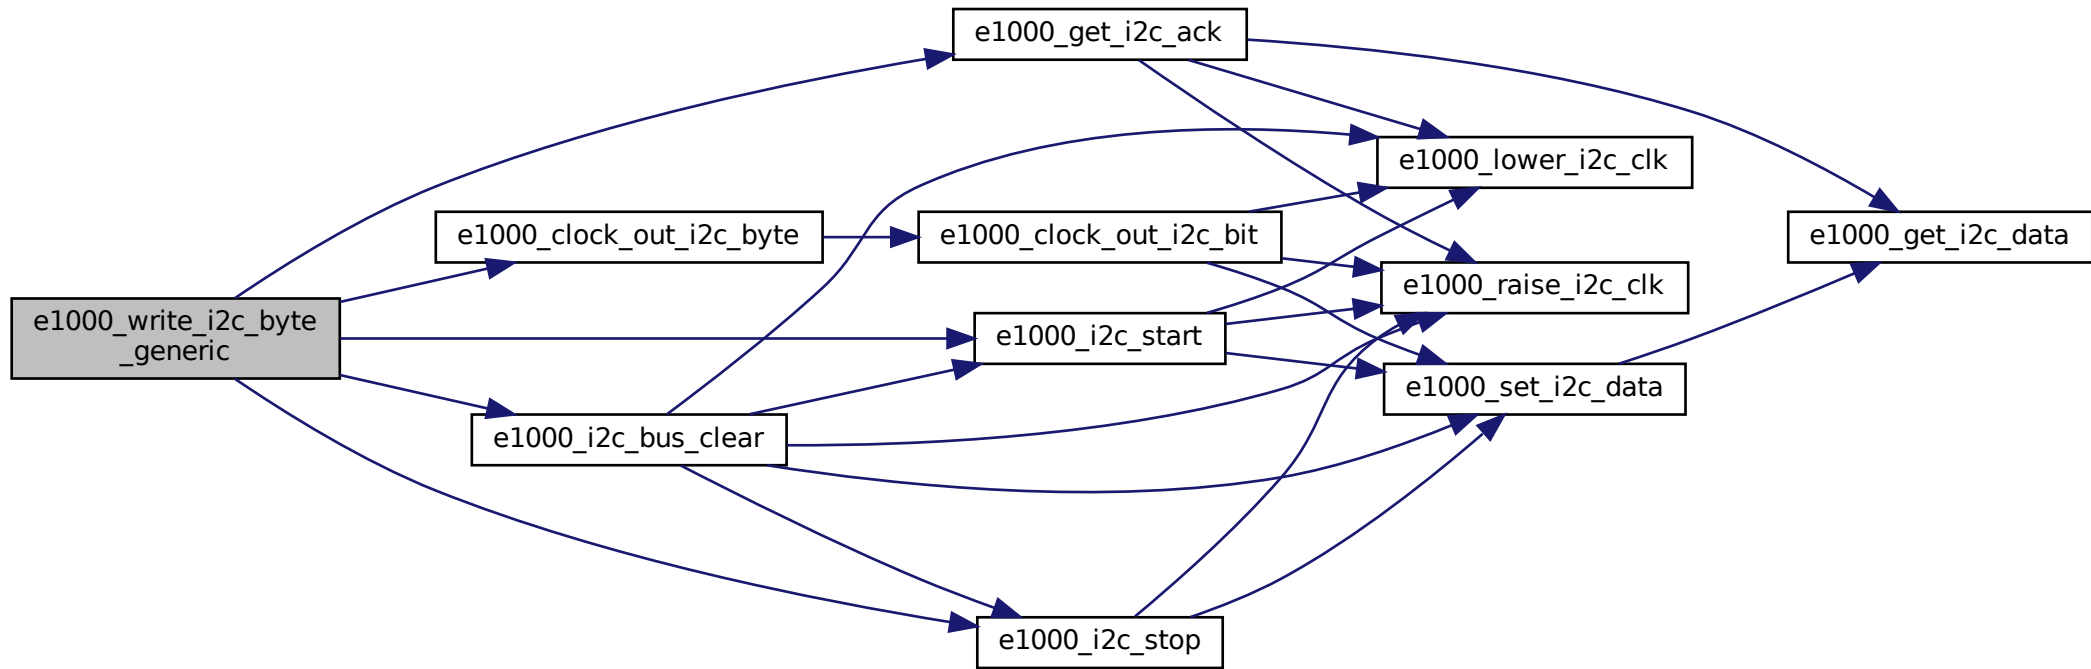 e1000_get_i2c_ack
e1000_lower_i2c_clk
e1000_clock_out_i2c_byte
e1000_clock_out_i2c_bit
e1000_get_i2c_data
e1000_raise_i2c_clk
e1000_write_i2c_byte
_generic
e1000_i2c_start
e1000_set_i2c_data
e1000_i2c_bus_clear
e1000_i2c_stop